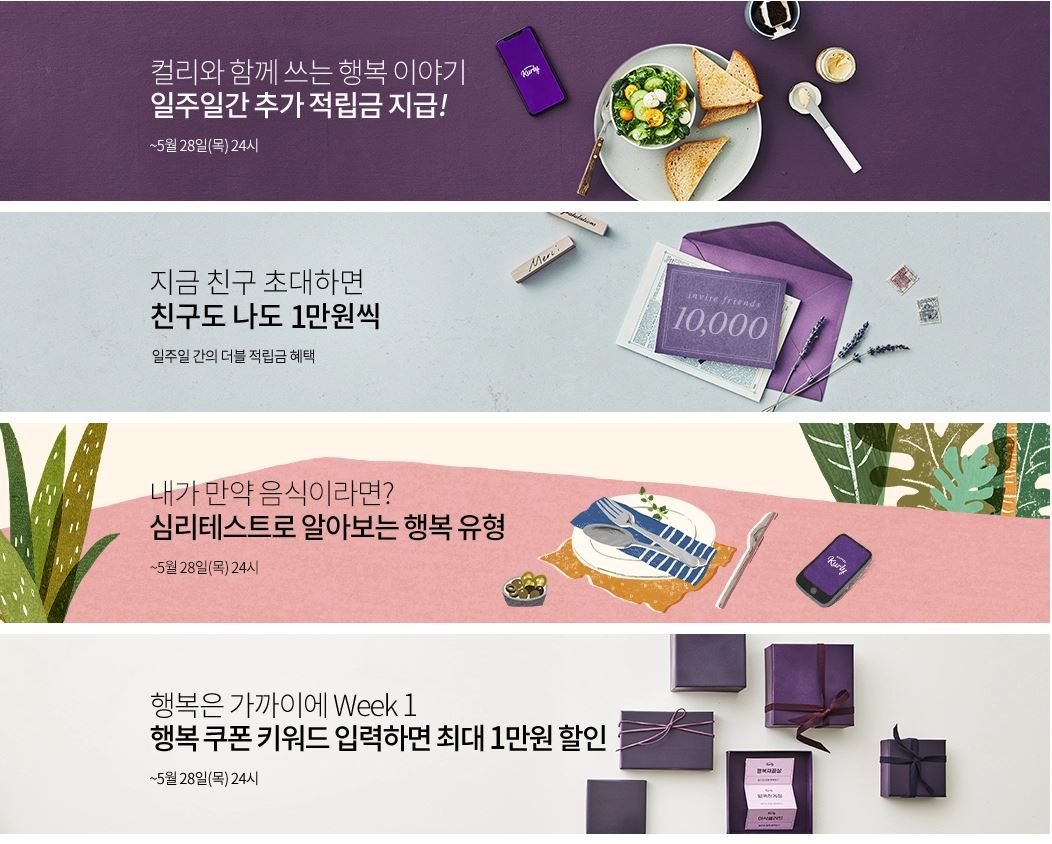 컬리와 함께 쓰는 행복 이야기
일주일간 추가 적립금 지급!
~5월 28일(목) 24시
Kurly
지금 친구 초대하면
친구도 나도 1만원씩
일주일 간의 더블 적립금 혜택
Merci
invite friends
10,000
내가 만약 음식이라면?
심리테스트로 알아보는 행복 유형
~5월 28일(목) 24시
Kurly
행복은 가까이에 Week 1
행복 쿠폰 키워드 입력하면 최대 1만원 할인
~5월 28일(목) 24시